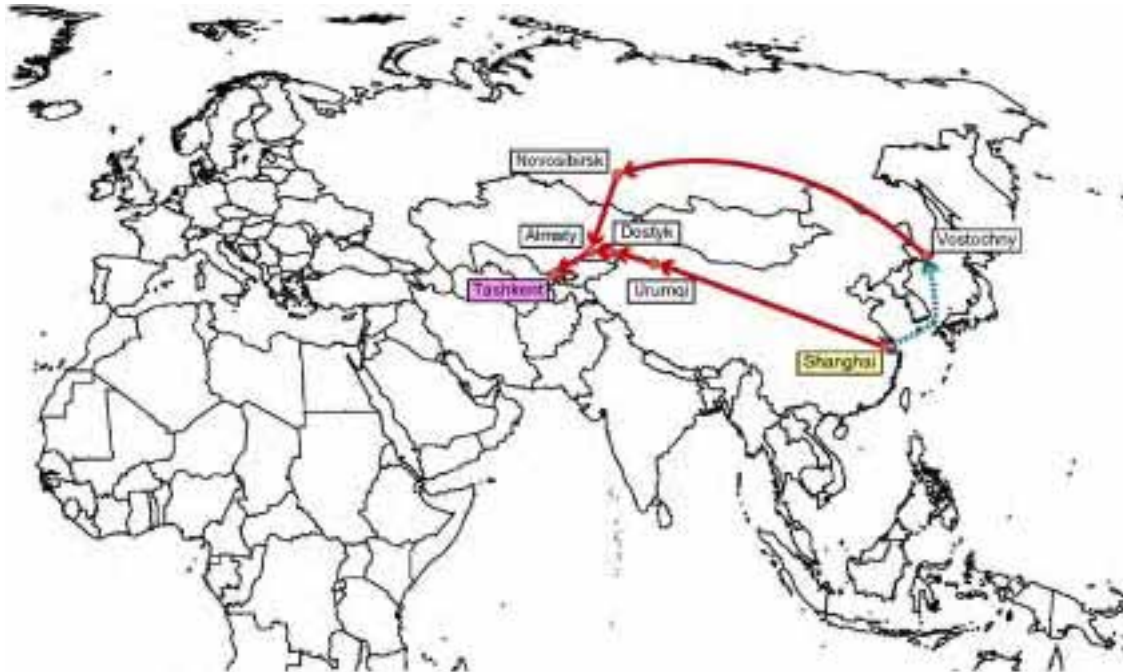 Novosibirsk
Almaty
Dostyk
Vostochny
Tashkent
Urumqi
Shanghai